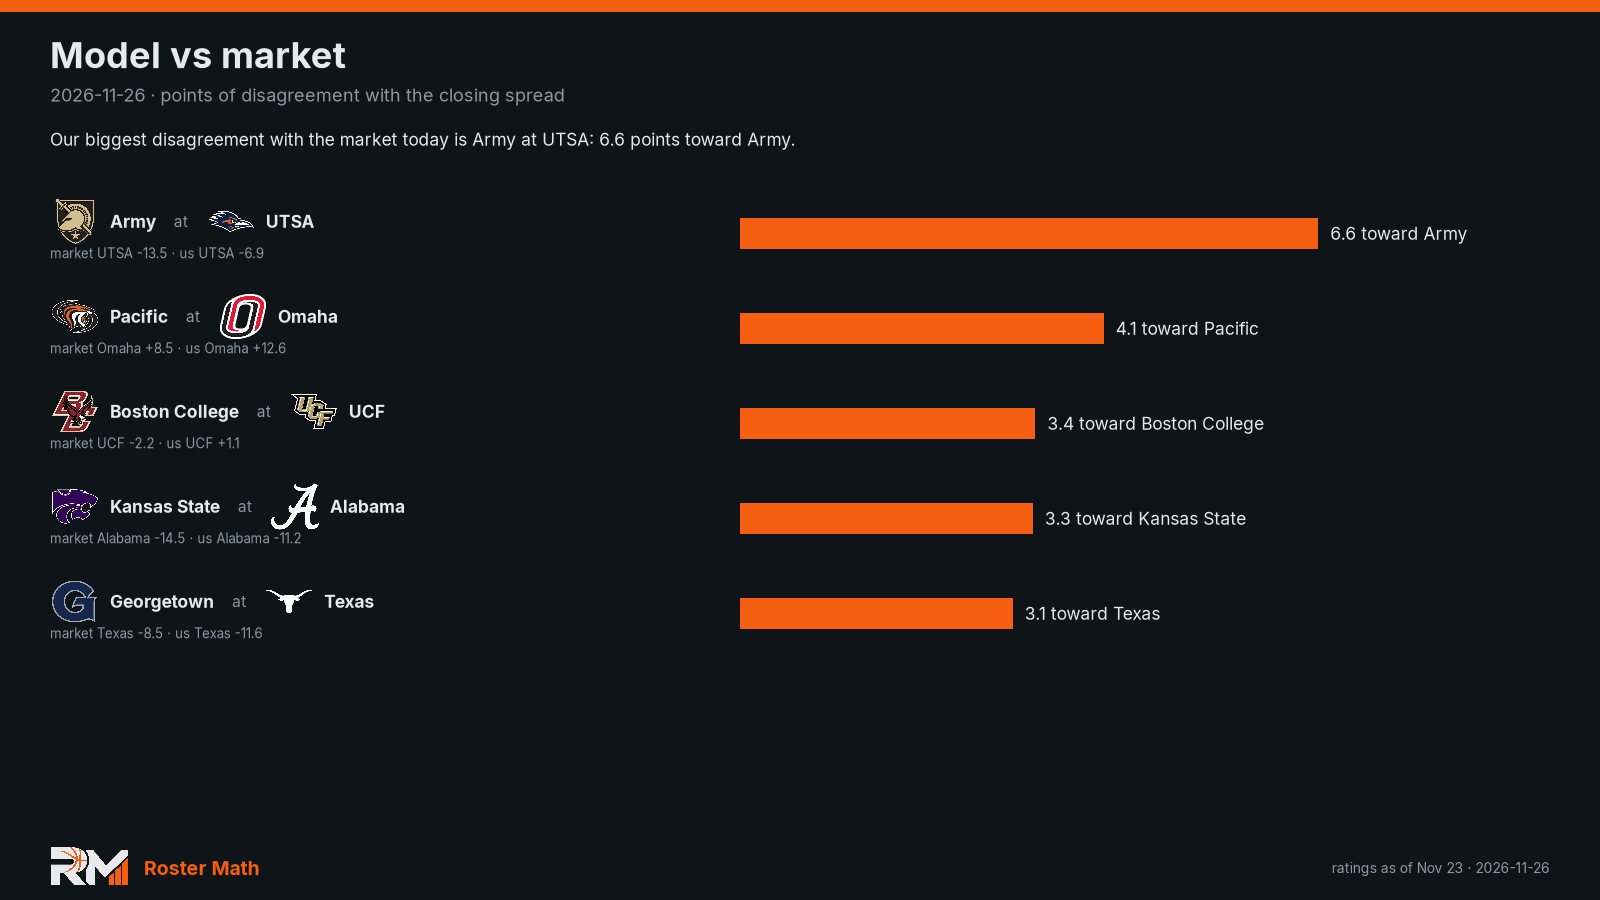 Model vs market
2026-11-26 · points of disagreement with the closing spread
Our biggest disagreement with the market today is Army at UTSA: 6.6 points toward Army.
Army at UTSA
market UTSA -13.5 · us UTSA -6.9
6.6 toward Army
Pacific at Omaha
market Omaha +8.5 · us Omaha +12.6
4.1 toward Pacific
Boston College at UCF
market UCF -2.2 · us UCF +1.1
3.4 toward Boston College
Kansas State at Alabama
market Alabama -14.5 · us Alabama -11.2
3.3 toward Kansas State
Georgetown at Texas
market Texas -8.5 · us Texas -11.6
3.1 toward Texas
RM Roster Math
ratings as of Nov 23 · 2026-11-26